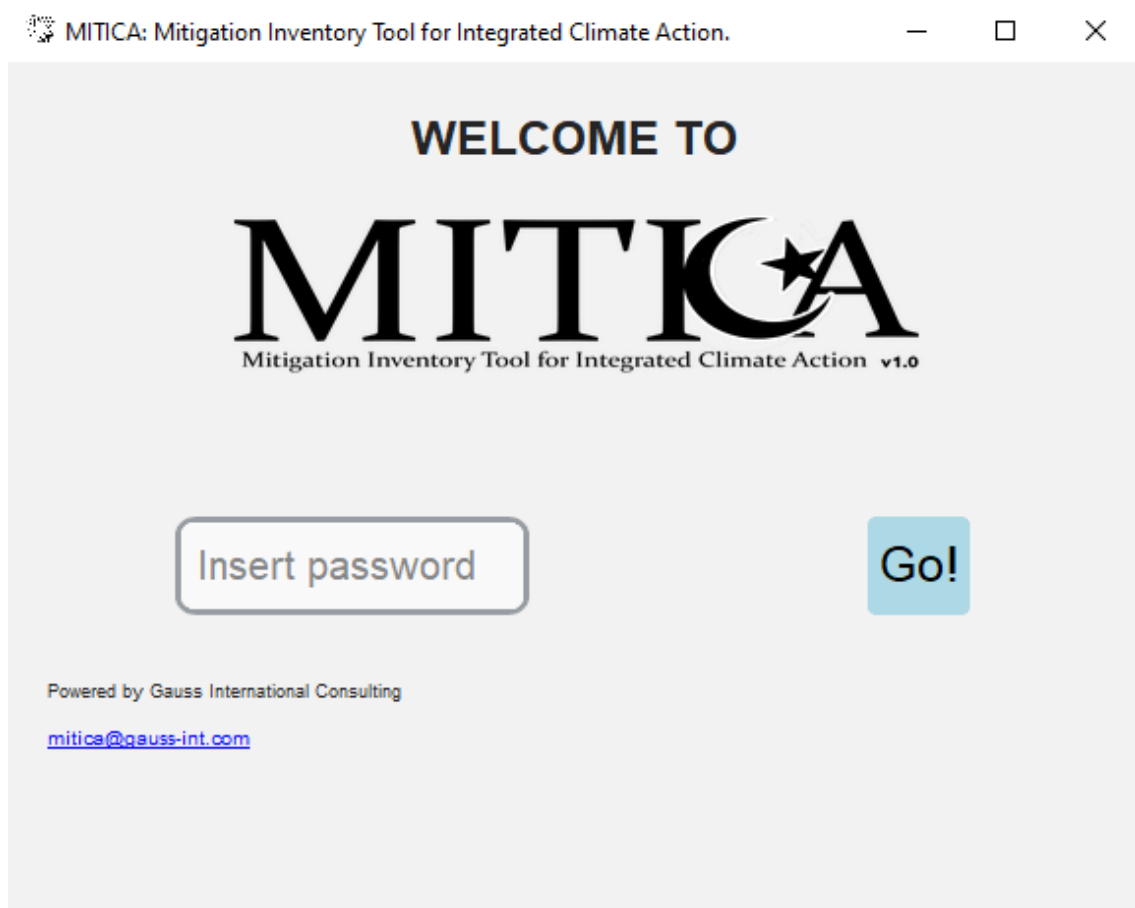 MITICA: Mitigation Inventory Tool for Integrated Climate Action.
WELCOME TO
MITICA
Mitigation Inventory Tool for Integrated Climate Action v1.0
Insert password
Go!
Powered by Gauss International Consulting
mitica@gauss-int.com